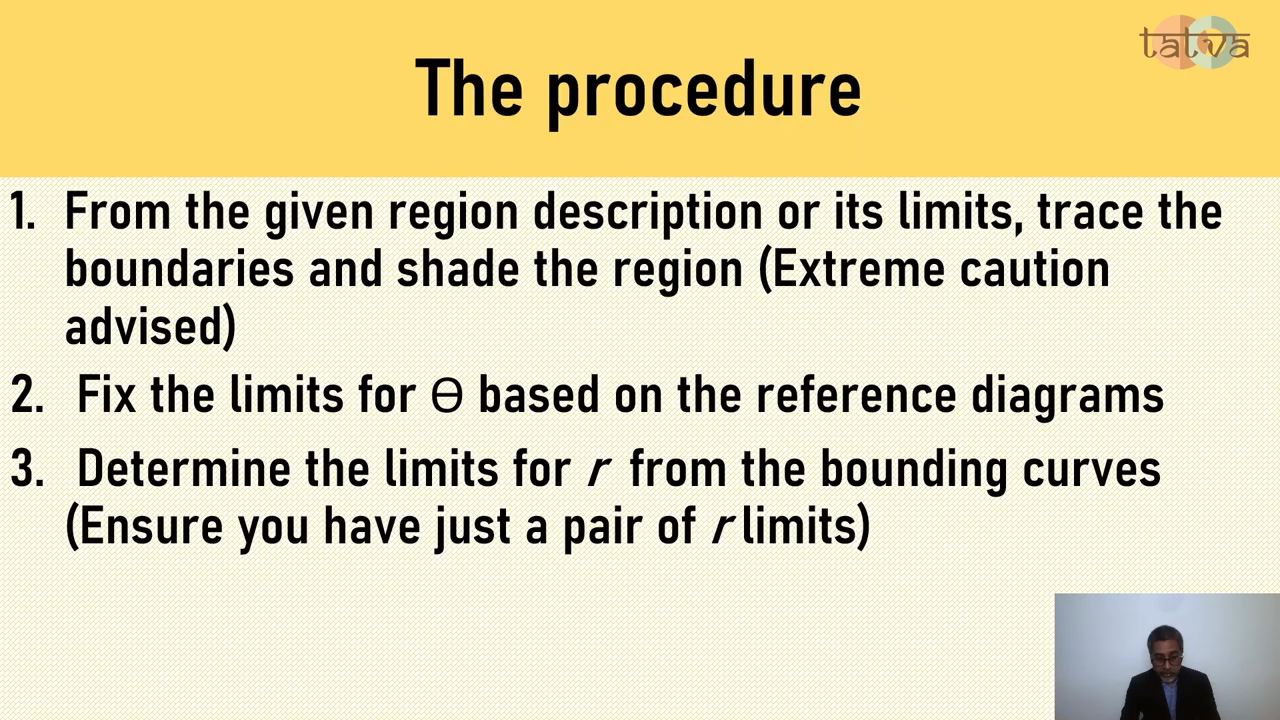 tatva
The procedure
1. From the given region description or its limits, trace the
boundaries and shade the region (Extreme caution
advised)
2. Fix the limits for Ө based on the reference diagrams
3. Determine the limits for r from the bounding curves
(Ensure you have just a pair of r limits)